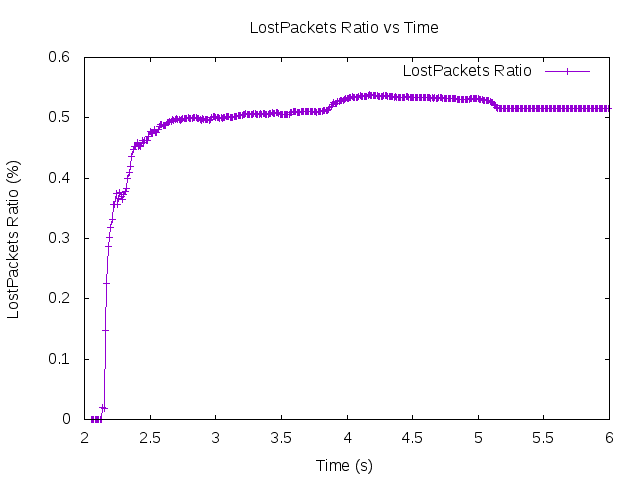 LostPackets Ratio vs Time
LostPackets Ratio
LostPackets Ratio (%)
0.6
0.5
0.4
0.3
0.2
0.1
0
2 2.5 3 3.5 4 4.5 5 5.5 6
Time (s)